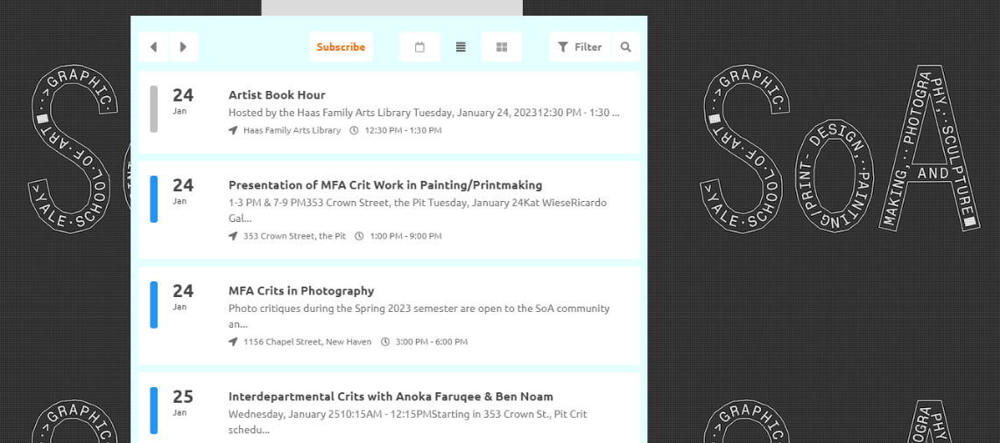 Subscribe
Filter
24
Jan
Artist Book Hour
Hosted by the Haas Family Arts Library Tuesday, January 24, 202312:30 PM - 1:30 ...
Haas Family Arts Library 12:30 PM - 1:30 PM
24
Jan
Presentation of MFA Crit Work in Painting/Printmaking
1-3 PM & 7-9 PM353 Crown Street, the Pit Tuesday, January 24Kat WieseRicardo
Gal...
353 Crown Street, the Pit 1:00 PM - 9:00 PM
24
Jan
MFA Crits in Photography
Photo critiques during the Spring 2023 semester are open to the SoA community
an...
1156 Chapel Street, New Haven 3:00 PM - 6:00 PM
25
Jan
Interdepartmental Crits with Anoka Faruqee & Ben Noam
Wednesday, January 2510:15AM - 12:15PMStarting in 353 Crown St., Pit Crit
schedu...
>YALE·SCHOOL·OF·ART
··>GRAPHIC·
>YALE·SCHOOL·OF·ART
··>GRAPHIC·
DESIGN,··PAINTING/PRINT-
MAKING,··PHOTOGRA
PHY,··SCULPTURE
AND
··>GRAPHIC·
··>GRAPHIC·
OGRA
PHY